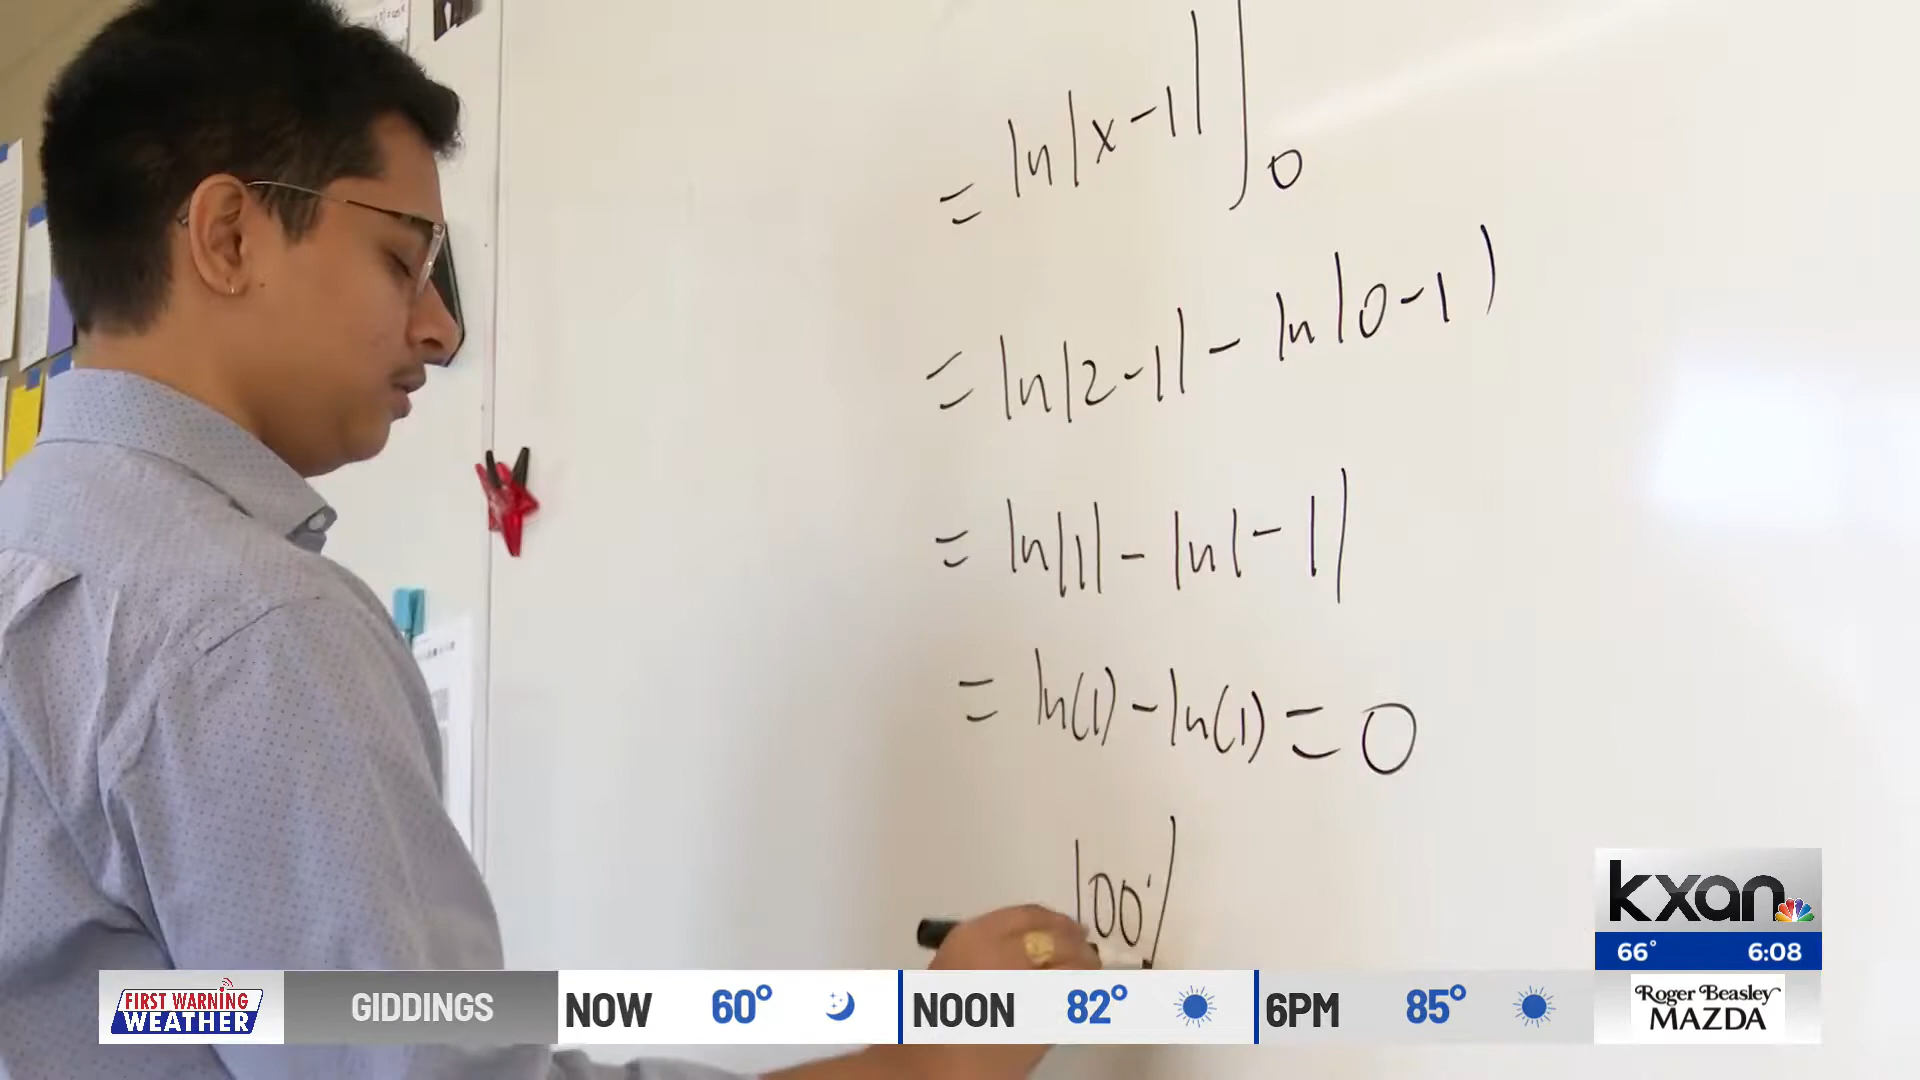 = ln|x-1|]0
= ln|2-1| - ln|0-1|
= ln|1| - ln|-1|
= ln(1) - ln(1) = 0
100%
kxan
66° 6:08
FIRST WARNING
WEATHER
GIDDINGS NOW 60° NOON 82° 6PM 85°
Roger Beasley
MAZDA